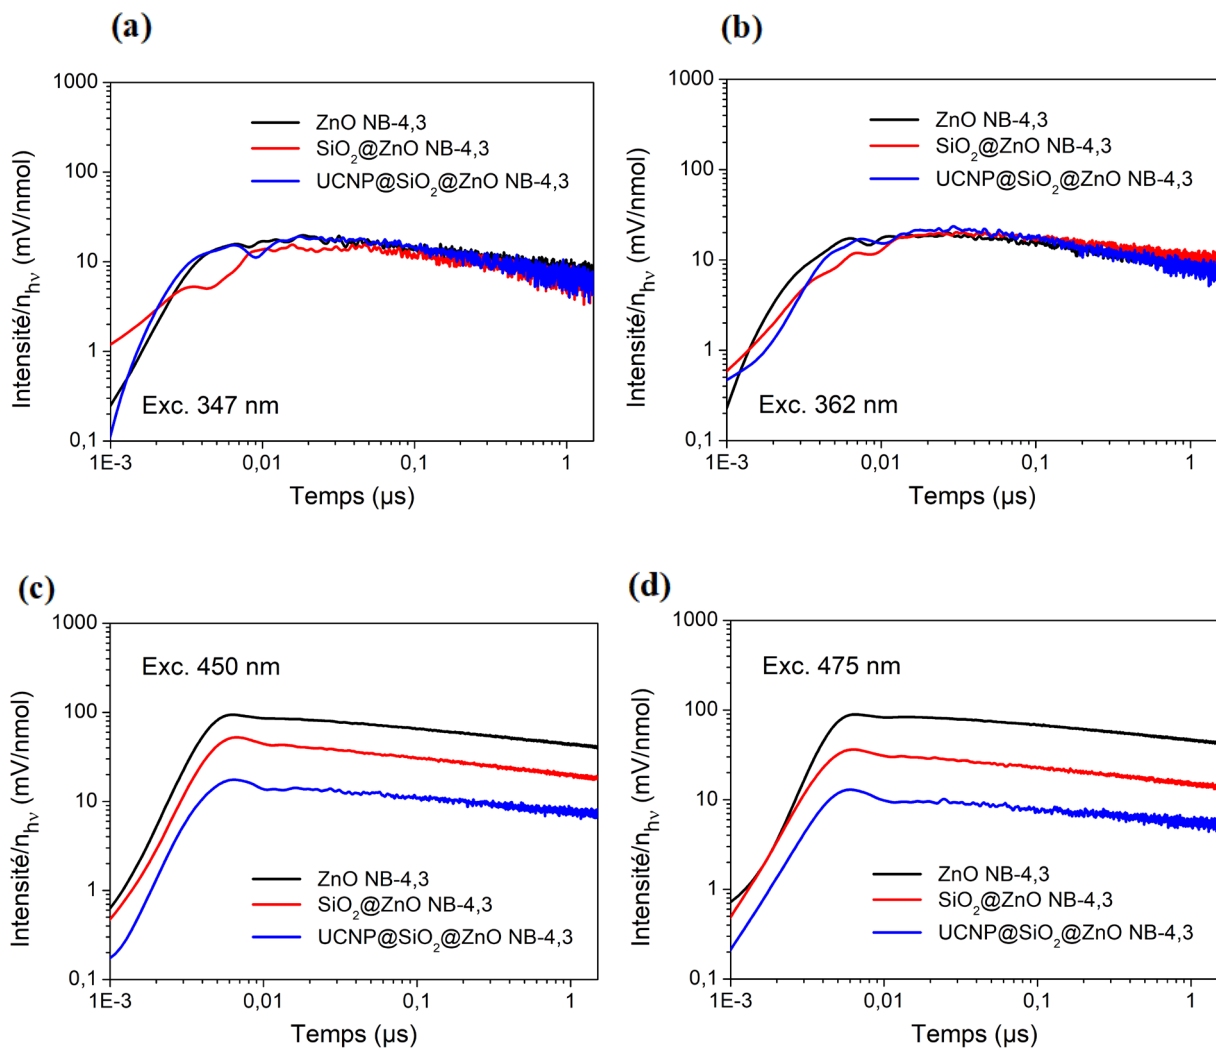 (a)
1000
100
10
1
0,1
Intensité/n_hν (mV/nmol)
ZnO NB-4,3
SiO₂@ZnO NB-4,3
UCNP@SiO₂@ZnO NB-4,3
Exc. 347 nm
1E-3 0,01 0,1 1
Temps (µs)
(b)
1000
100
10
1
0,1
Intensité/n_hν (mV/nmol)
ZnO NB-4,3
SiO₂@ZnO NB-4,3
UCNP@SiO₂@ZnO NB-4,3
Exc. 362 nm
1E-3 0,01 0,1 1
Temps (µs)
(c)
1000
100
10
1
0,1
Intensité/n_hν (mV/nmol)
Exc. 450 nm
ZnO NB-4,3
SiO₂@ZnO NB-4,3
UCNP@SiO₂@ZnO NB-4,3
1E-3 0,01 0,1 1
Temps (µs)
(d)
1000
100
10
1
0,1
Intensité/n_hν (mV/nmol)
Exc. 475 nm
ZnO NB-4,3
SiO₂@ZnO NB-4,3
UCNP@SiO₂@ZnO NB-4,3
1E-3 0,01 0,1 1
Temps (µs)